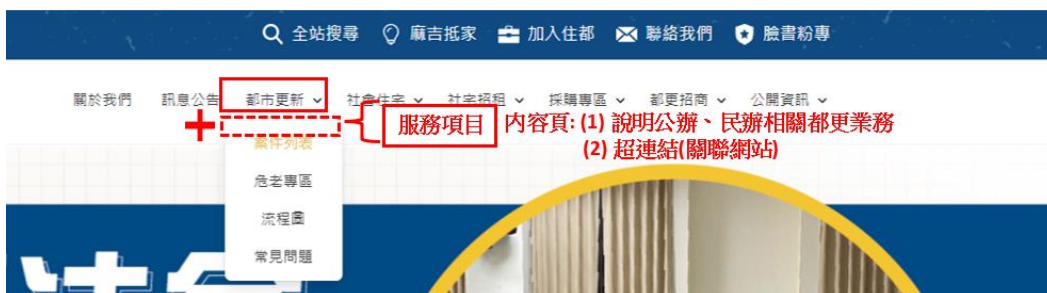 全站搜尋 麻吉抵家 加入住都 聯絡我們 臉書粉專
關於我們 訊息公告 都市更新 社會住宅 社宅招租 採購專區 都更招商 公開資訊
服務項目 內容頁: (1) 說明公辦、民辦相關都更業務
(2) 超連結(關聯網站)
案件列表
危老專區
流程圖
常見問題